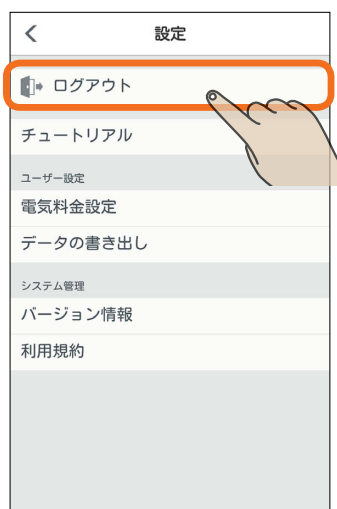 設定
ログアウト
チュートリアル
ユーザー設定
電気料金設定
データの書き出し
システム管理
バージョン情報
利用規約